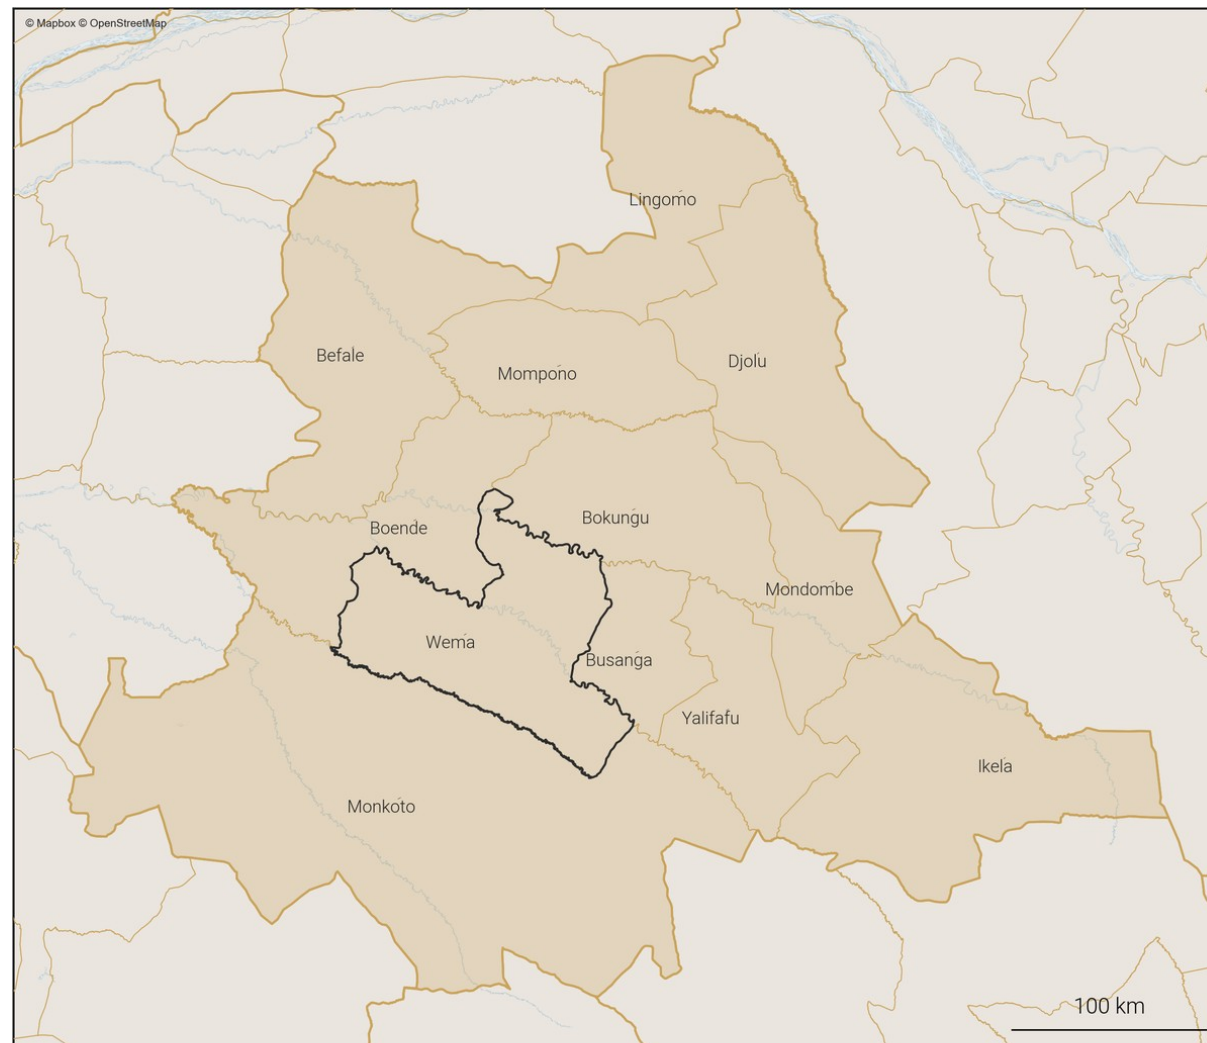 © Mapbox © OpenStreetMap
Lingomo
Befale
Mompono
Djolu
Boende
Bokungu
Mondombe
Wema
Busanga
Yalifafu
Ikela
Monkoto
100 km